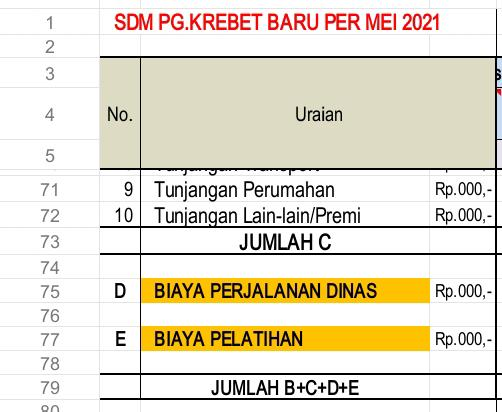 1 SDM PG.KREBET BARU PER MEI 2021
2
3
4 No. Uraian
5
71 9 Tunjangan Perumahan Rp.000,-
72 10 Tunjangan Lain-lain/Premi Rp.000,-
73 JUMLAH C
74
75 D BIAYA PERJALANAN DINAS Rp.000,-
76
77 E BIAYA PELATIHAN Rp.000,-
78
79 JUMLAH B+C+D+E
80